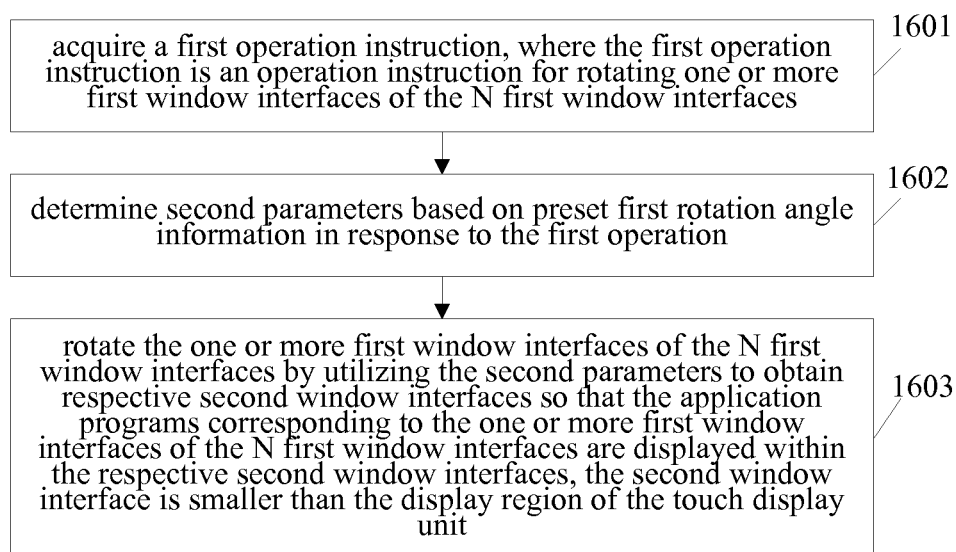 1601
acquire a first operation instruction, where the first operation
instruction is an operation instruction for rotating one or more
first window interfaces of the N first window interfaces
1602
determine second parameters based on preset first rotation angle
information in response to the first operation
1603
rotate the one or more first window interfaces of the N first
window interfaces by utilizing the second parameters to obtain
respective second window interfaces so that the application
programs corresponding to the one or more first window
interfaces of the N first window interfaces are displayed within
the respective second window interfaces, the second window
interface is smaller than the display region of the touch display
unit